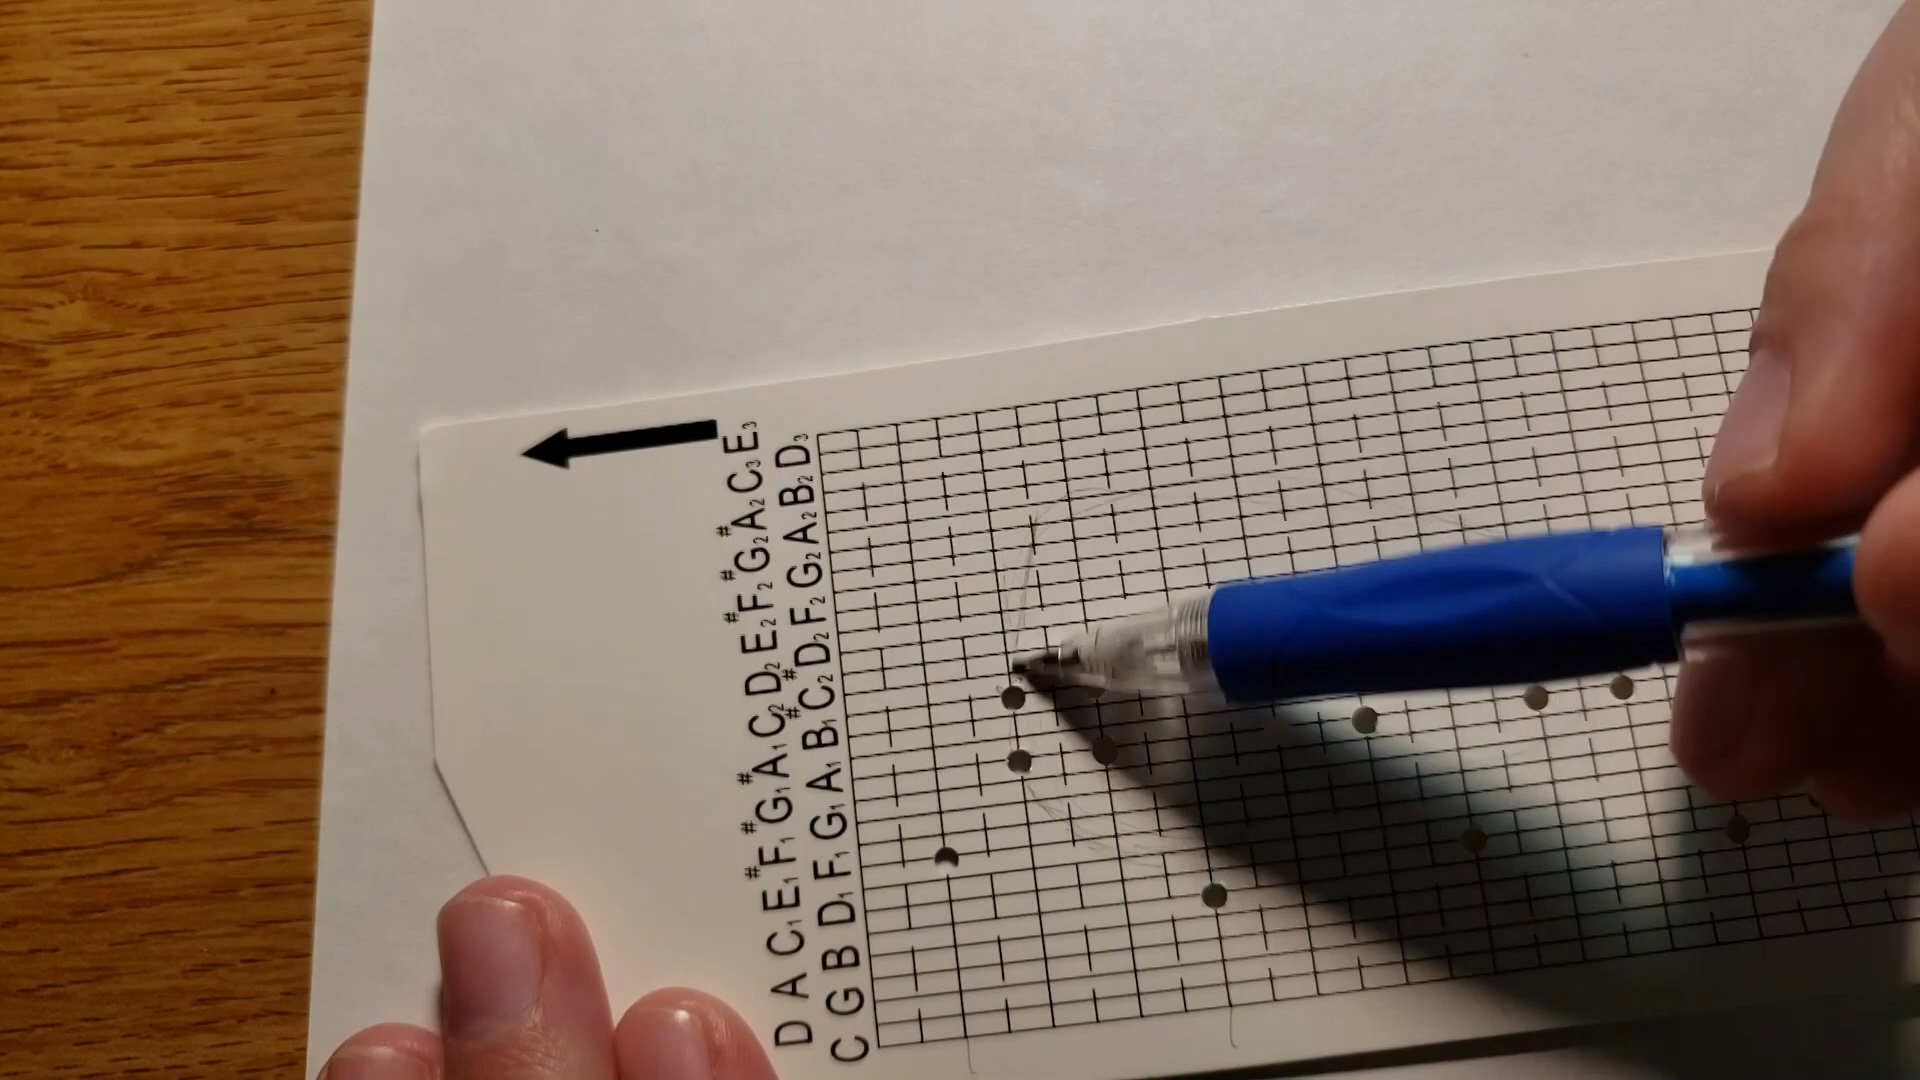 D A C₁ E₁ #F₁ #G₁ #A₁ C₂ D₂ E₂ #F₂ #G₂ #A₂ C₃ E₃
C G B D₁ F₁ G₁ A₁ B₁ #C₂ #D₂ F₂ G₂ A₂ B₂ D₃